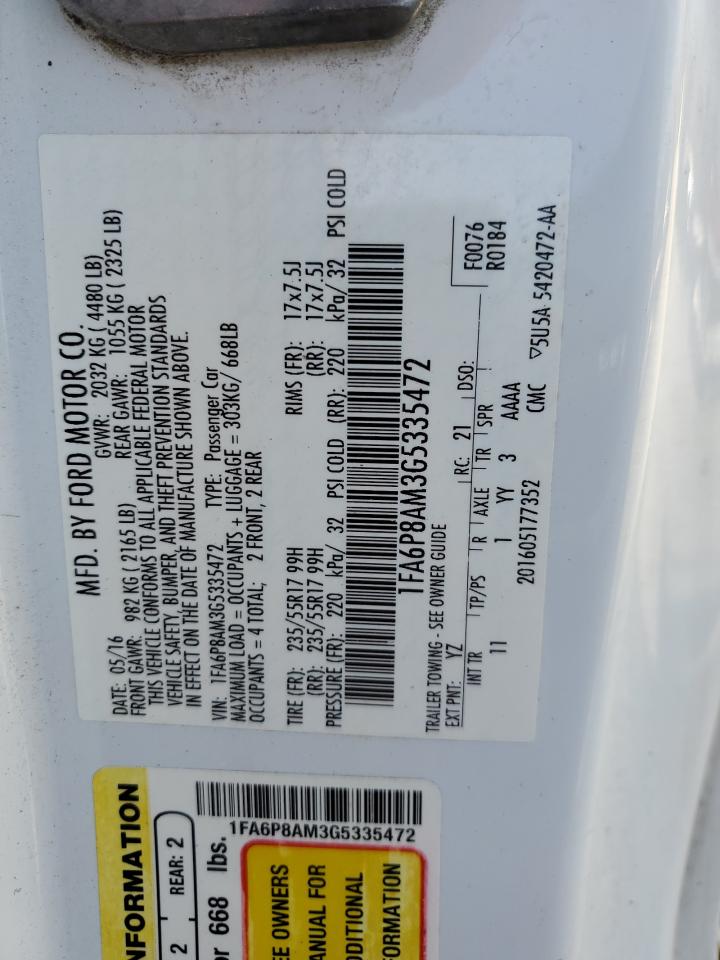 MFD. BY FORD MOTOR CO.
DATE: 05/16 GVWR: 2032 KG ( 4480 LB)
FRONT GAWR: 982 KG ( 2165 LB) REAR GAWR: 1055 KG ( 2325 LB)
THIS VEHICLE CONFORMS TO ALL APPLICABLE FEDERAL MOTOR
VEHICLE SAFETY, BUMPER, AND THEFT PREVENTION STANDARDS
IN EFFECT ON THE DATE OF MANUFACTURE SHOWN ABOVE.
VIN: 1FA6P8AM3G5335472 TYPE: Passenger Car
MAXIMUM LOAD = OCCUPANTS + LUGGAGE = 303KG/ 668LB
OCCUPANTS = 4 TOTAL; 2 FRONT, 2 REAR
TIRE (FR): 235/55R17 99H RIMS (FR): 17x7.5J
(RR): 235/55R17 99H (RR): 17x7.5J
PRESSURE (FR): 220 kPa/ 32 PSI COLD (RR): 220 kPa/ 32 PSI COLD
1FA6P8AM3G5335472
TRAILER TOWING - SEE OWNER GUIDE
EXT PNT: YZ RC: 21 DSO: F0076
R0184
INT TR TP/PS R AXLE TR SPR
11 1 YY 3 AAAA
201605177352 CMC ▽5U5A 5420472-AA
NFORMATION
2 REAR: 2
or 668 lbs.
1FA6P8AM3G5335472
EE OWNERS
ANUAL FOR
DDITIONAL
FORMATION